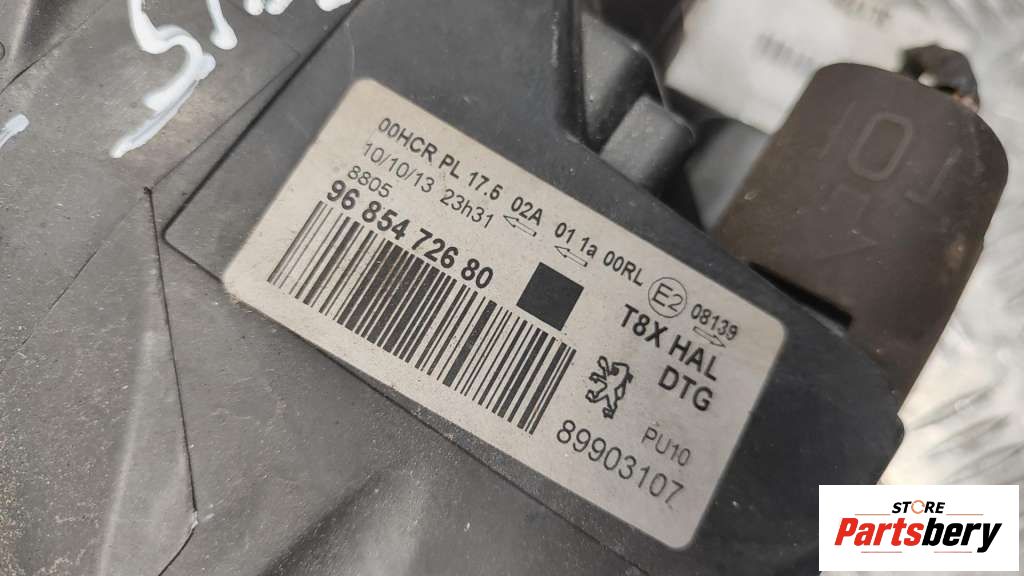 00HCR PL 17.5 02A 01 1a 00RL E2 08139
10/10/13 23h31
8805
96 854 726 80
T8X HAL
DTG
PU10
89903107
101
STORE
Partsbery